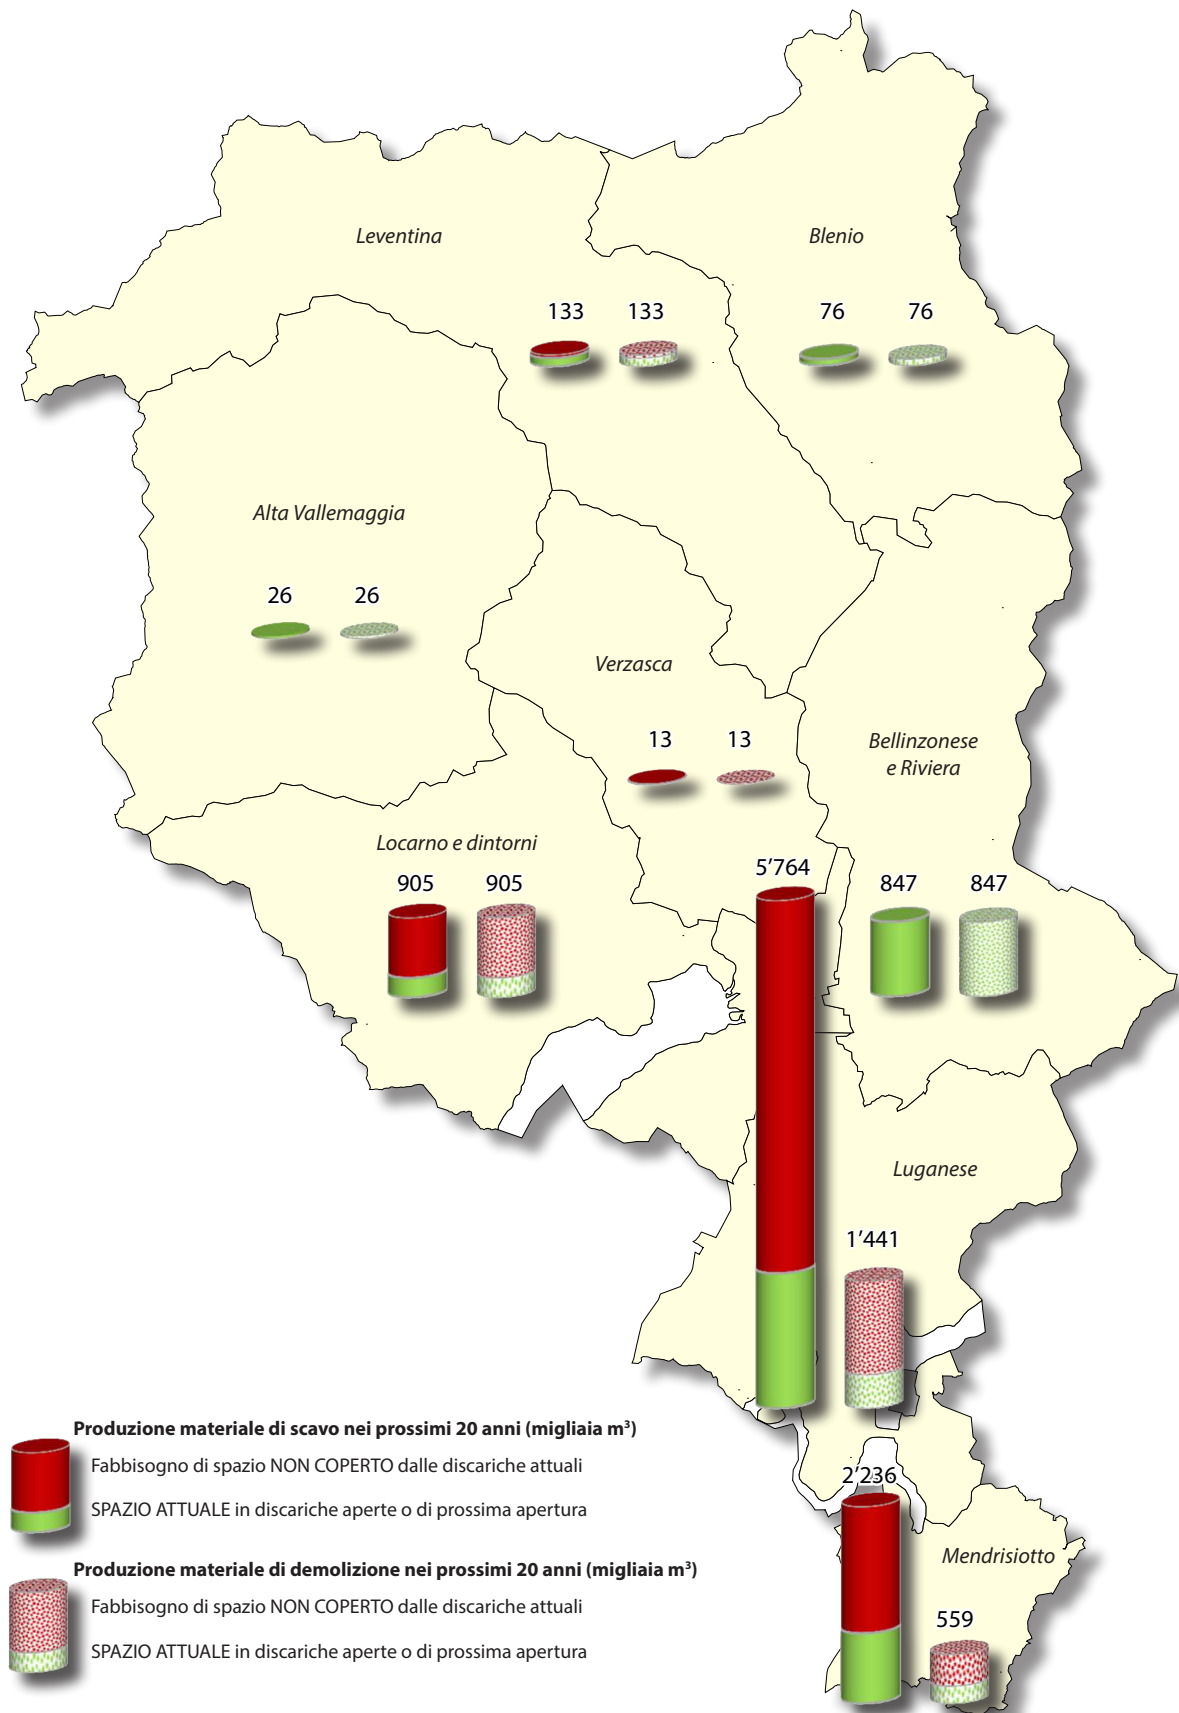 Leventina
Blenio
133 133
76 76
Alta Vallemaggia
26 26
Verzasca
13 13
Bellinzonese
e Riviera
Locarno e dintorni
905 905
5’764
847 847
Luganese
1’441
Produzione materiale di scavo nei prossimi 20 anni (migliaia m³)
Fabbisogno di spazio NON COPERTO dalle discariche attuali
SPAZIO ATTUALE in discariche aperte o di prossima apertura
2’236
Mendrisiotto
Produzione materiale di demolizione nei prossimi 20 anni (migliaia m³)
Fabbisogno di spazio NON COPERTO dalle discariche attuali
559
SPAZIO ATTUALE in discariche aperte o di prossima apertura